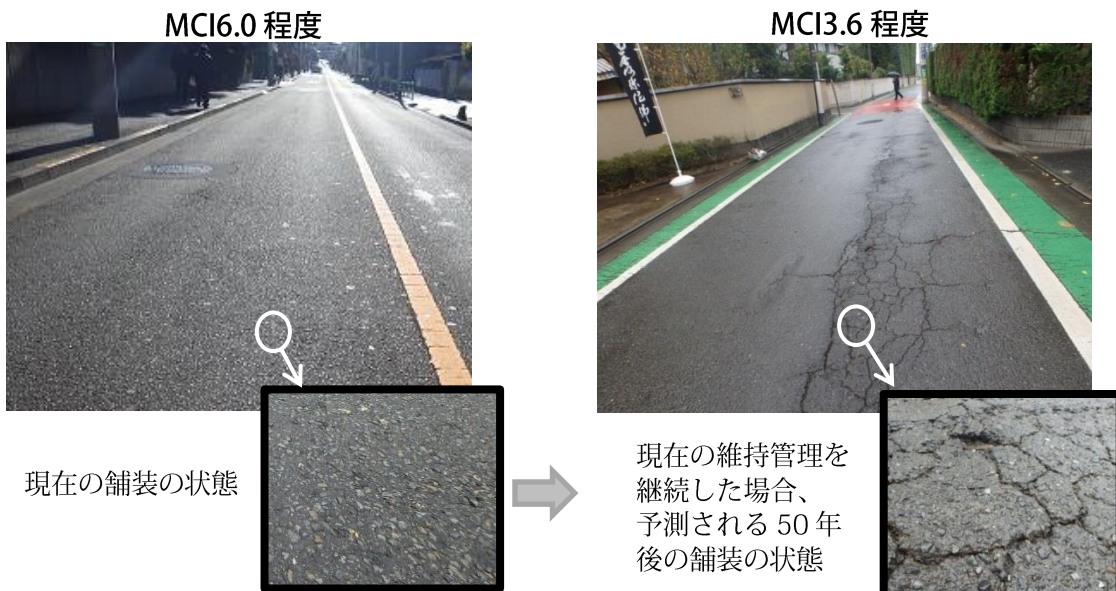 MCI6.0 程度
MCI3.6 程度
現在の舗装の状態
現在の維持管理を
継続した場合、
予測される 50 年
後の舗装の状態